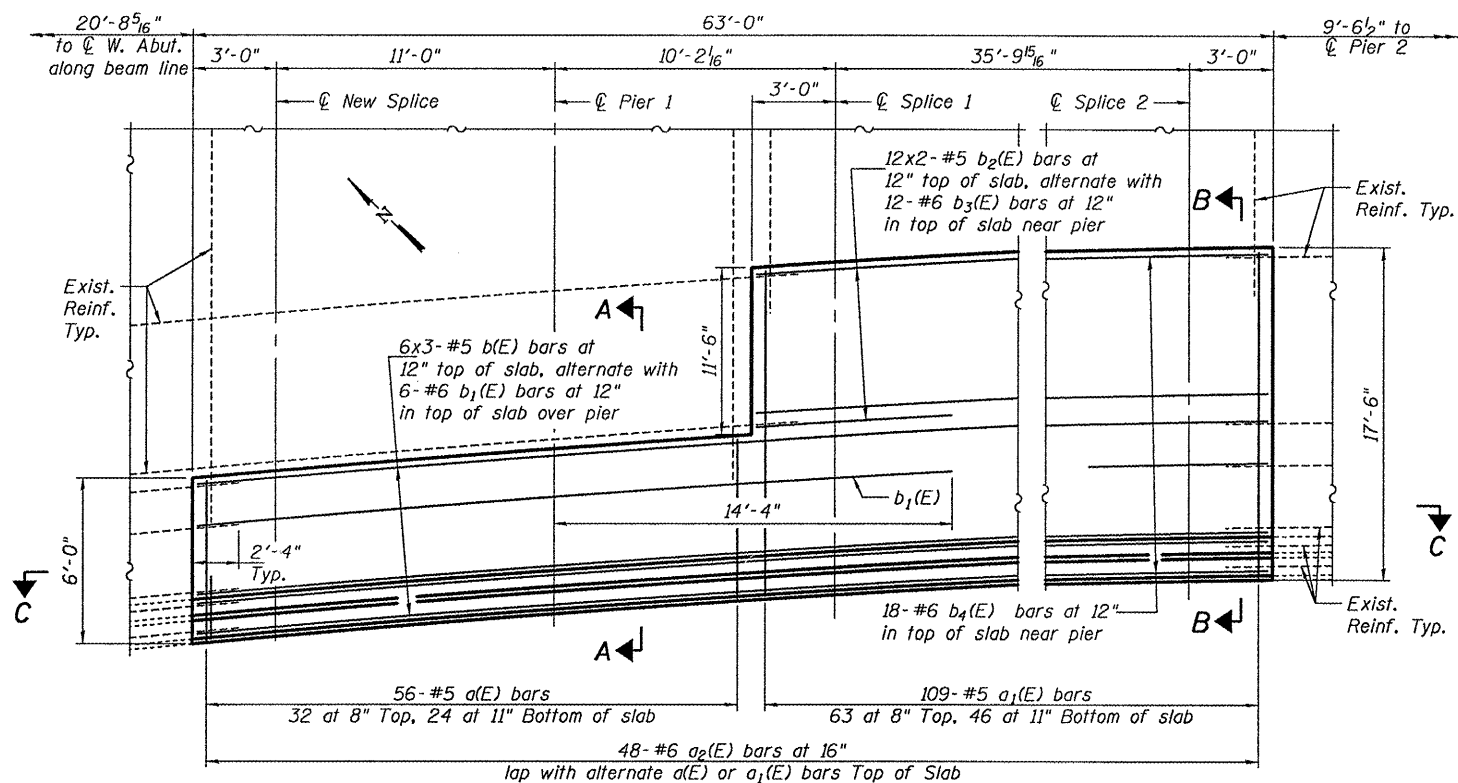 20'-8 5/16"
to ℄ W. Abut.
along beam line
63'-0"
9'-6 1/2" to
℄ Pier 2
3'-0"
11'-0"
10'-2 1/16"
35'-9 15/16"
3'-0"
℄ New Splice
℄ Pier 1
3'-0"
℄ Splice 1
℄ Splice 2
12x2- #5 b2(E) bars at
12" top of slab, alternate with
12- #6 b3(E) bars at 12"
in top of slab near pier
B
Exist.
Reinf. Typ.
N
Exist.
Reinf.
Typ.
A
11'-6"
6x3- #5 b(E) bars at
12" top of slab, alternate with
6- #6 b1(E) bars at 12"
in top of slab over pier
17'-6"
b1(E)
14'-4"
6'-0"
2'-4"
Typ.
C
C
18- #6 b4(E) bars at 12"
in top of slab near pier
B
Exist.
Reinf. Typ.
A
56- #5 a(E) bars
32 at 8" Top, 24 at 11" Bottom of slab
109- #5 a1(E) bars
63 at 8" Top, 46 at 11" Bottom of slab
48- #6 a2(E) bars at 16"
lap with alternate a(E) or a1(E) bars Top of Slab